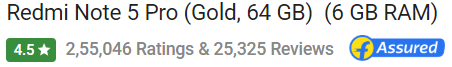 Redmi Note 5 Pro (Gold, 64 GB) (6 GB RAM)
4.5★ 2,55,046 Ratings & 25,325 Reviews f Assured